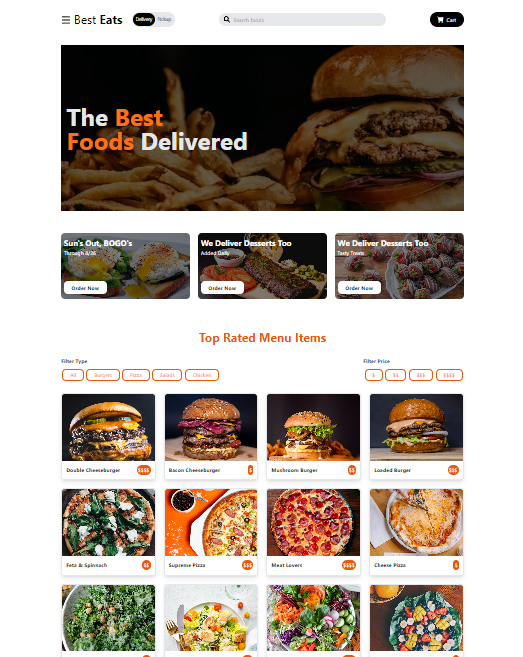 Best Eats
Delivery Pickup
Search foods
Cart
The Best
Foods Delivered
Sun's Out, BOGO's
Through 8/26
Order Now
We Deliver Desserts Too
Added Daily
Order Now
We Deliver Desserts Too
Tasty Treats
Order Now
Top Rated Menu Items
Filter Type
All Burgers Pizza Salads Chicken
Filter Price
$ $$ $$$ $$$$
Double Cheeseburger $$$$
Bacon Cheeseburger $
Mushroom Burger $$
Loaded Burger $$$
Feta & Spinach $$
Supreme Pizza $$$
Meat Lovers $$$$
Cheese Pizza $